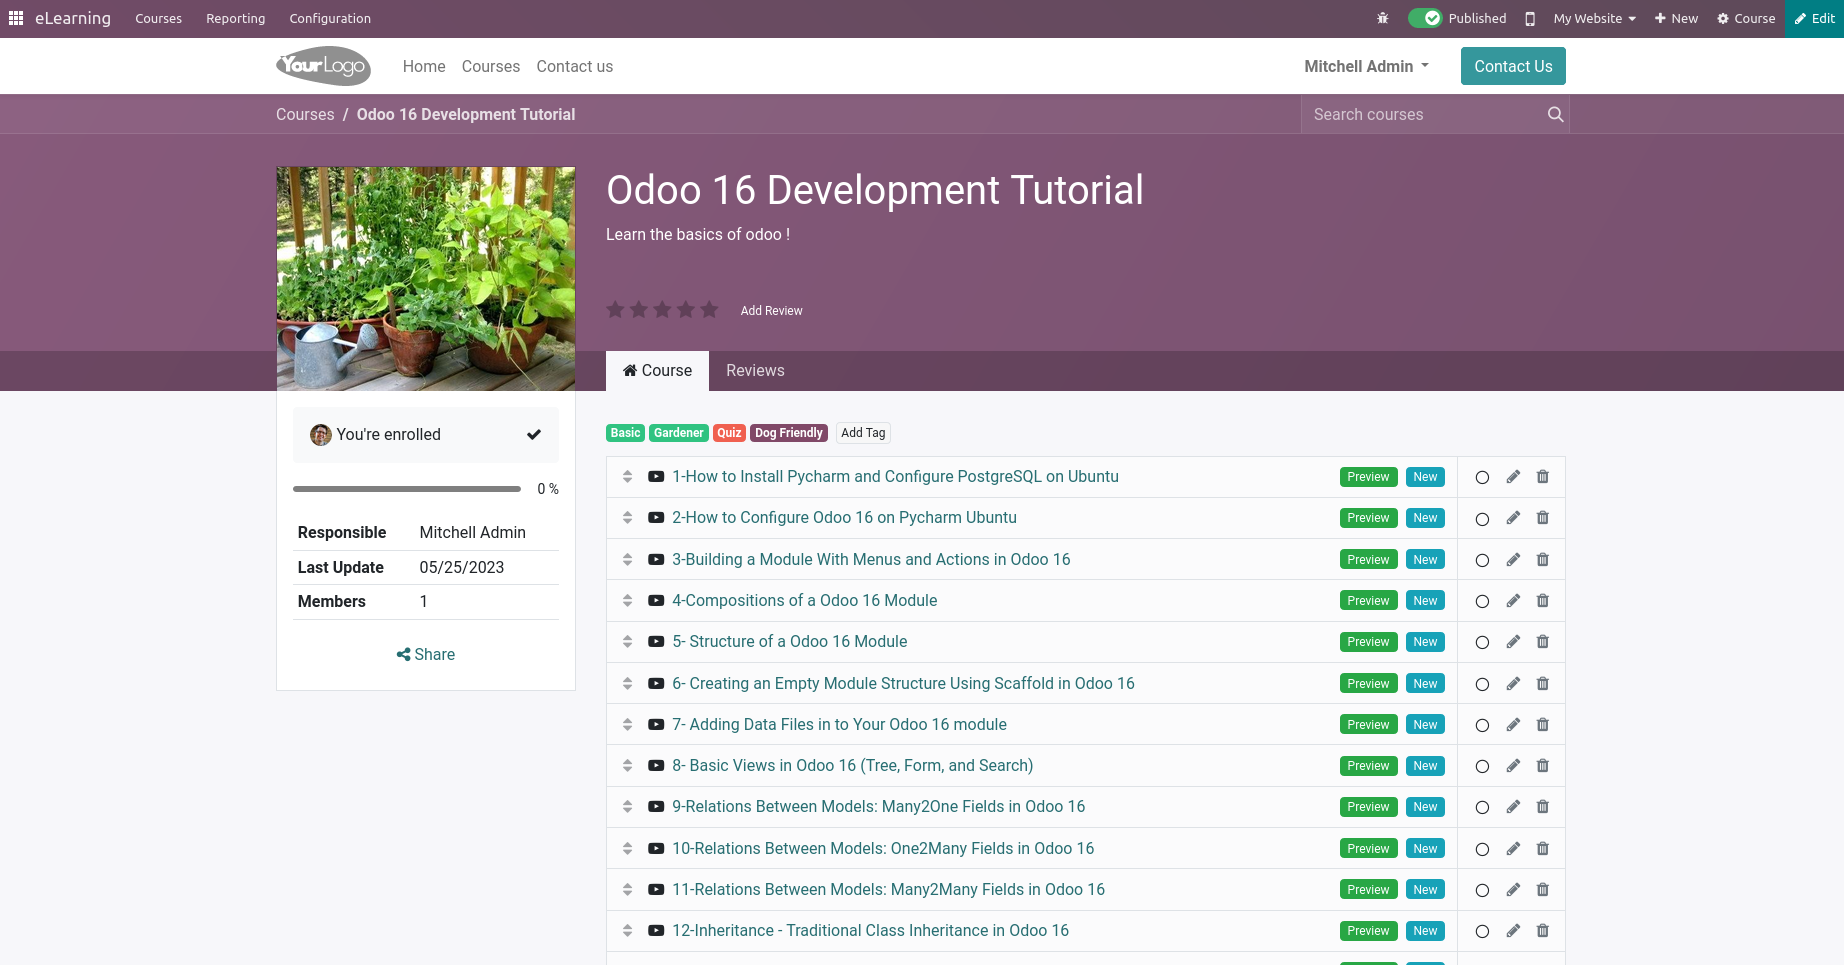 eLearning Courses Reporting Configuration Published My Website New Course Edit
YourLogo Home Courses Contact us Mitchell Admin Contact Us
Courses / Odoo 16 Development Tutorial Search courses
Odoo 16 Development Tutorial
Learn the basics of odoo !
Add Review
Course Reviews
You're enrolled
0 %
Responsible Mitchell Admin
Last Update 05/25/2023
Members 1
Share
Basic Gardener Quiz Dog Friendly Add Tag
1-How to Install Pycharm and Configure PostgreSQL on Ubuntu Preview New
2-How to Configure Odoo 16 on Pycharm Ubuntu Preview New
3-Building a Module With Menus and Actions in Odoo 16 Preview New
4-Compositions of a Odoo 16 Module Preview New
5- Structure of a Odoo 16 Module Preview New
6- Creating an Empty Module Structure Using Scaffold in Odoo 16 Preview New
7- Adding Data Files in to Your Odoo 16 module Preview New
8- Basic Views in Odoo 16 (Tree, Form, and Search) Preview New
9-Relations Between Models: Many2One Fields in Odoo 16 Preview New
10-Relations Between Models: One2Many Fields in Odoo 16 Preview New
11-Relations Between Models: Many2Many Fields in Odoo 16 Preview New
12-Inheritance - Traditional Class Inheritance in Odoo 16 Preview New